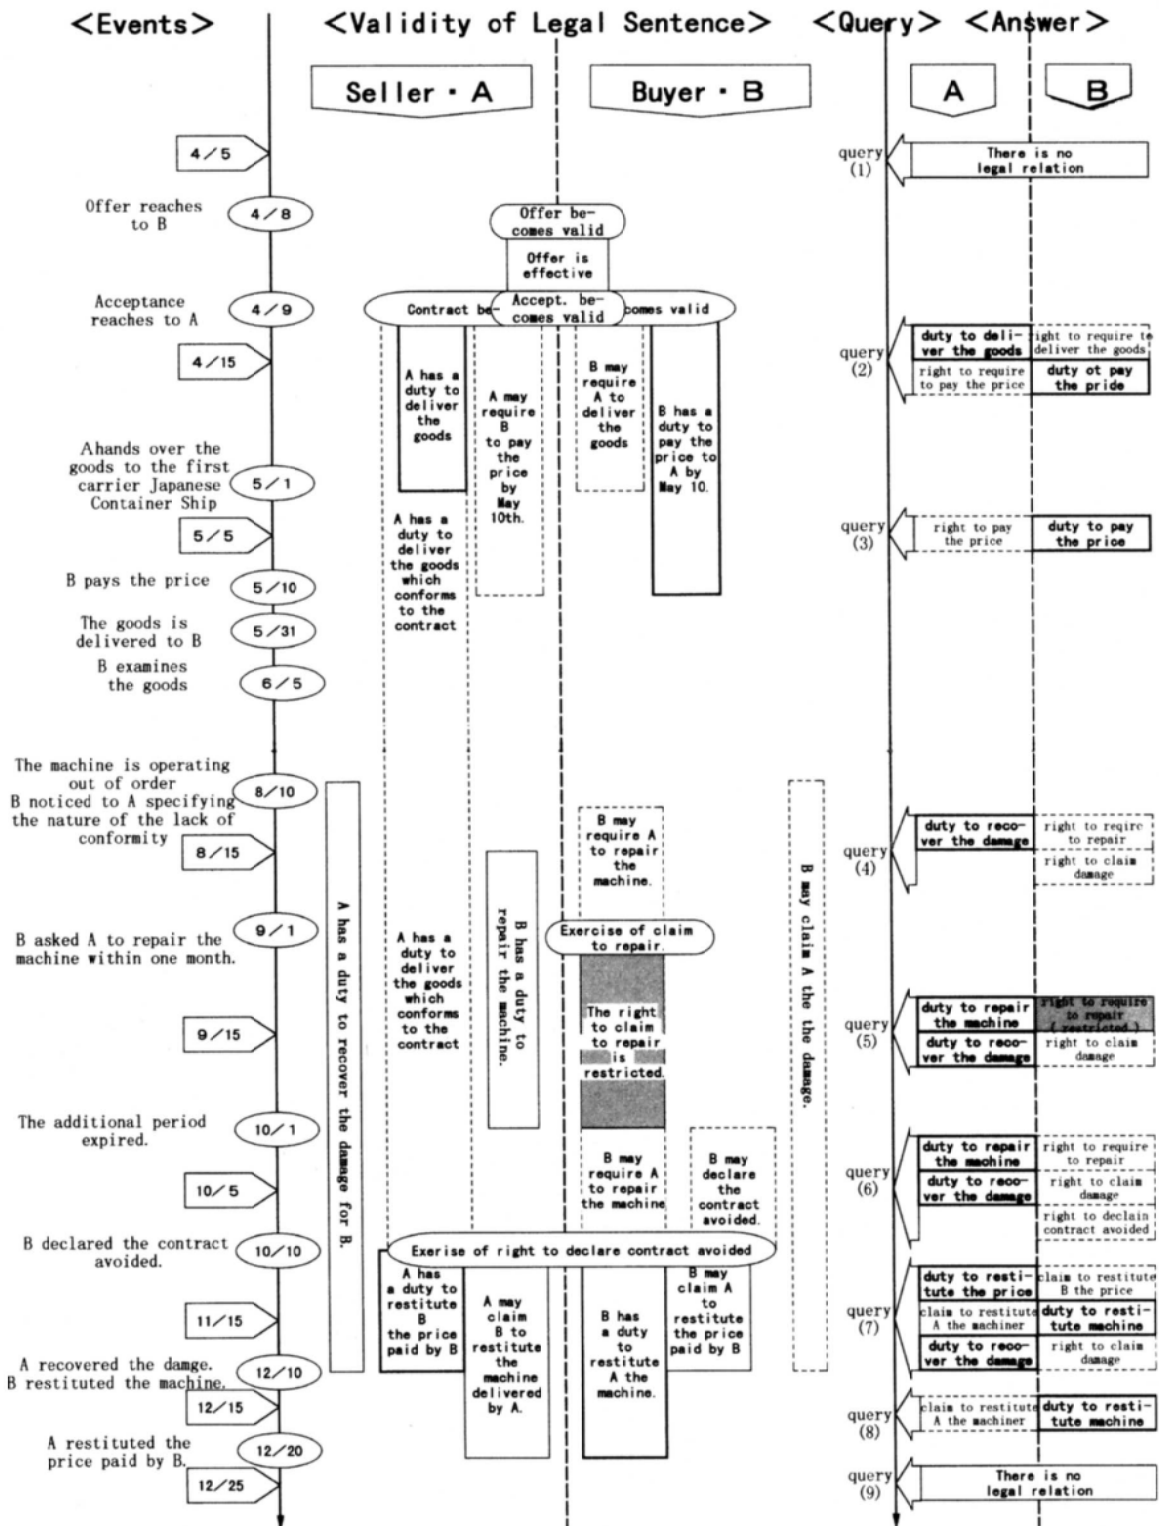 <Events>
<Validity of Legal Sentence>
<Query>
<Answer>
Seller・A
Buyer・B
A
B
4/5
query
(1)
There is no
legal relation
Offer reaches
to B
4/8
Offer be-
comes valid
Offer is
effective
Acceptance
reaches to A
4/9
Contract be-
Accept. be-
comes valid
comes valid
4/15
A has a
duty to
deliver
the
goods
A may
require
B
to pay
the
price
by
May
10th.
B may
require
A to
deliver
the
goods
B has a
duty to
pay the
price to
A by
May 10.
query
(2)
duty to deli-
ver the goods
right to require to
deliver the goods
right to require
to pay the price
duty ot pay
the pride
Ahands over the
goods to the first
carrier Japanese
Container Ship
5/1
5/5
A has a
duty to
deliver
the goods
which
conforms
to the
contract
query
(3)
right to pay
the price
duty to pay
the price
B pays the price
5/10
The goods is
delivered to B
5/31
B examines
the goods
6/5
The machine is operating
out of order
B noticed to A specifying
the nature of the lack of
conformity
8/10
8/15
A has a duty to recover the damage for B.
B has a duty to
repair the machine.
B may
require A
to repair
the
machine.
B may claim A the the damage.
query
(4)
duty to reco-
ver the damage
right to reqirc
to repair
right to claim
damage
B asked A to repair the
machine within one month.
9/1
Exercise of claim
to repair.
A has a
duty to
deliver
the goods
which
conforms
to the
contract
9/15
The right
to claim
to repair
is
restricted.
query
(5)
duty to repair
the machine
right to require
to repair
( restricted )
duty to reco-
ver the damage
right to claim
damage
The additional period
expired.
10/1
10/5
B may
require A
to repair
the machine
B may
declare
the
contract
avoided.
query
(6)
duty to repair
the machine
right to require
to repair
duty to reco-
ver the damage
right to claim
damage
right to declain
contract avoided
B declared the contract
avoided.
10/10
Exerise of right to declare contract avoided
11/15
A has
a duty to
restitute
B
the price
paid by B
A may
claim
B to
restitute
the
machine
delivered
by A.
B has
a duty
to
restitute
A the
machine.
B may
claim A
to
restitute
the price
paid by B
query
(7)
duty to resti-
tute the price
claim to restitute
B the price
claim to restitute
A the machiner
duty to resti-
tute machine
duty to reco-
ver the damage
right to claim
damage
A recovered the damge.
B restituted the machine.
12/10
12/15
query
(8)
claim to restitute
A the machiner
duty to resti-
tute machine
A restituted the
price paid by B.
12/20
12/25
query
(9)
There is no
legal relation